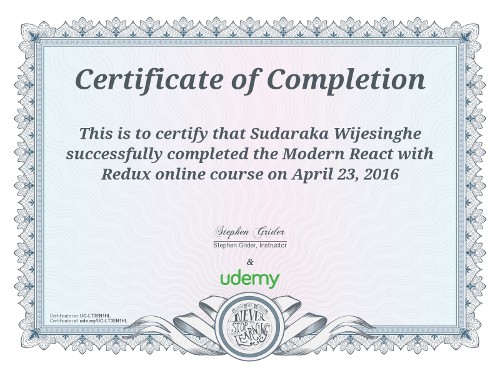 Certificate of Completion
This is to certify that Sudaraka Wijesinghe
successfully completed the Modern React with
Redux online course on April 23, 2016
Stephen Grider
Stephen Grider, Instructor
&
udemy
Certificate no: UC-LT3EN1HL
Certificate url: ude.my/UC-LT3EN1HL
NEVER
STOP
LEARNING